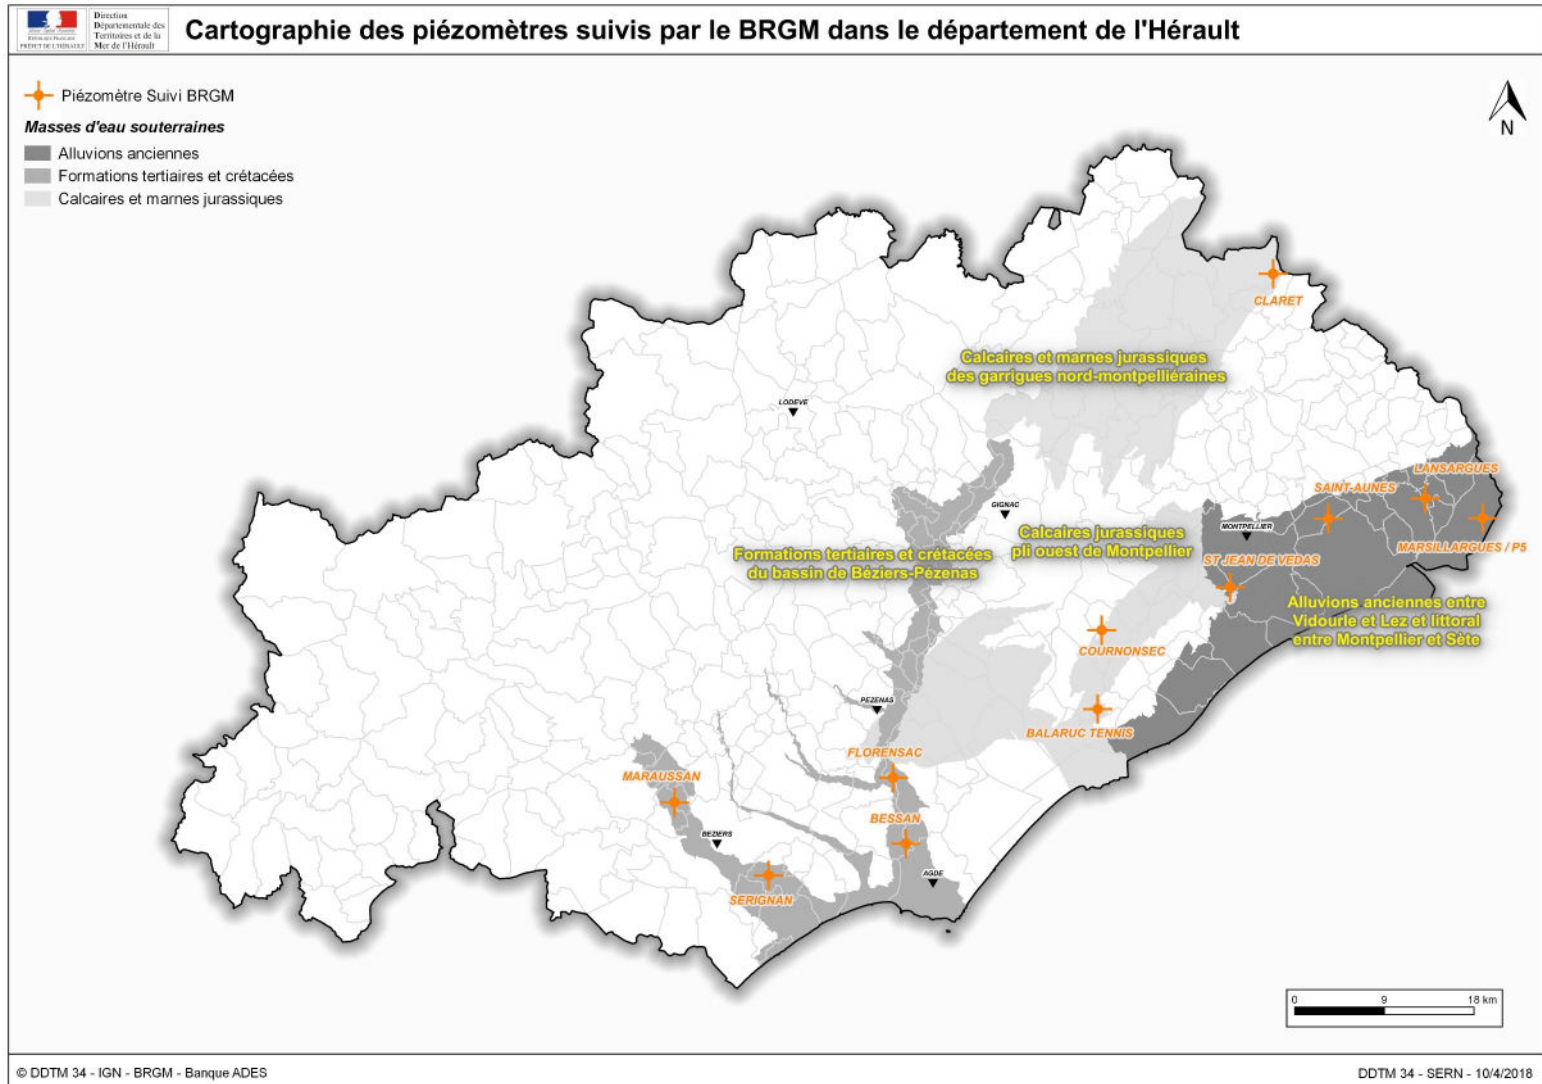 Direction
Départementale des
Territoires et de la
Mer de l'Hérault
RÉPUBLIQUE FRANÇAISE
PRÉFET DE L'HÉRAULT
Cartographie des piézomètres suivis par le BRGM dans le département de l'Hérault
Piézomètre Suivi BRGM
Masses d'eau souterraines
Alluvions anciennes
Formations tertiaires et crétacées
Calcaires et marnes jurassiques
N
CLARET
Calcaires et marnes jurassiques
des garrigues nord-montpelliéraines
LODEVE
LANSARGUES
SAINT-AUNES
GIGNAC
MONTPELLIER
Calcaires jurassiques
pli ouest de Montpellier
MARSILLARGUES / P5
Formations tertiaires et crétacées
du bassin de Béziers-Pézenas
ST JEAN DE VEDAS
Alluvions anciennes entre
Vidourle et Lez et littoral
entre Montpellier et Sète
COURNONSEC
PEZENAS
BALARUC TENNIS
FLORENSAC
MARAUSSAN
BESSAN
BEZIERS
AGDE
SERIGNAN
0 9 18 km
© DDTM 34 - IGN - BRGM - Banque ADES
DDTM 34 - SERN - 10/4/2018